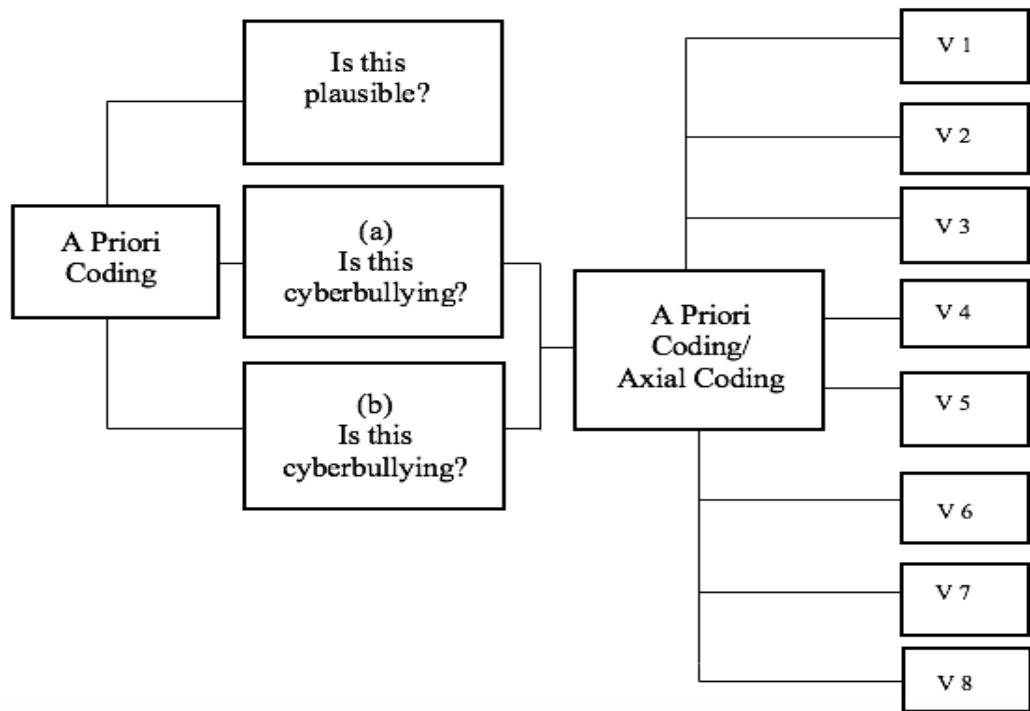 Is this
plausible?
A Priori
Coding
(a)
Is this
cyberbullying?
(b)
Is this
cyberbullying?
A Priori
Coding/
Axial Coding
V 1
V 2
V 3
V 4
V 5
V 6
V 7
V 8